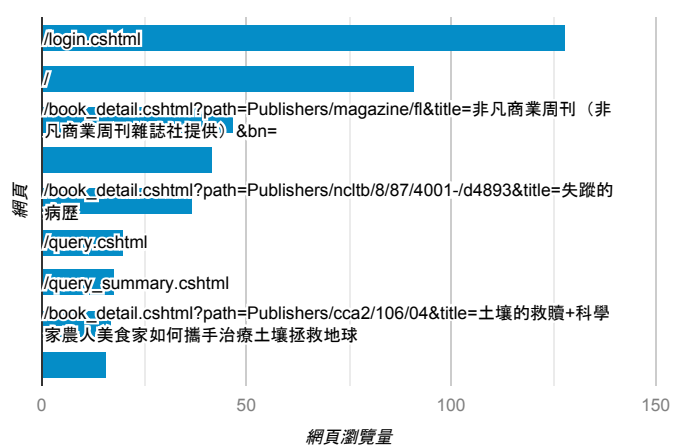 /login.cshtml
/
/book_detail.cshtml?path=Publishers/magazine/fl&title=非凡商業周刊（非
凡商業周刊雜誌社提供）&bn=
/book_detail.cshtml?path=Publishers/ncltb/8/87/4001-/d4893&title=失蹤的
病歷
/query.cshtml
/query_summary.cshtml
/book_detail.cshtml?path=Publishers/cca2/106/04&title=土壤的救贖+科學
家農人美食家如何攜手治療土壤拯救地球
網頁
0 50 100 150
網頁瀏覽量